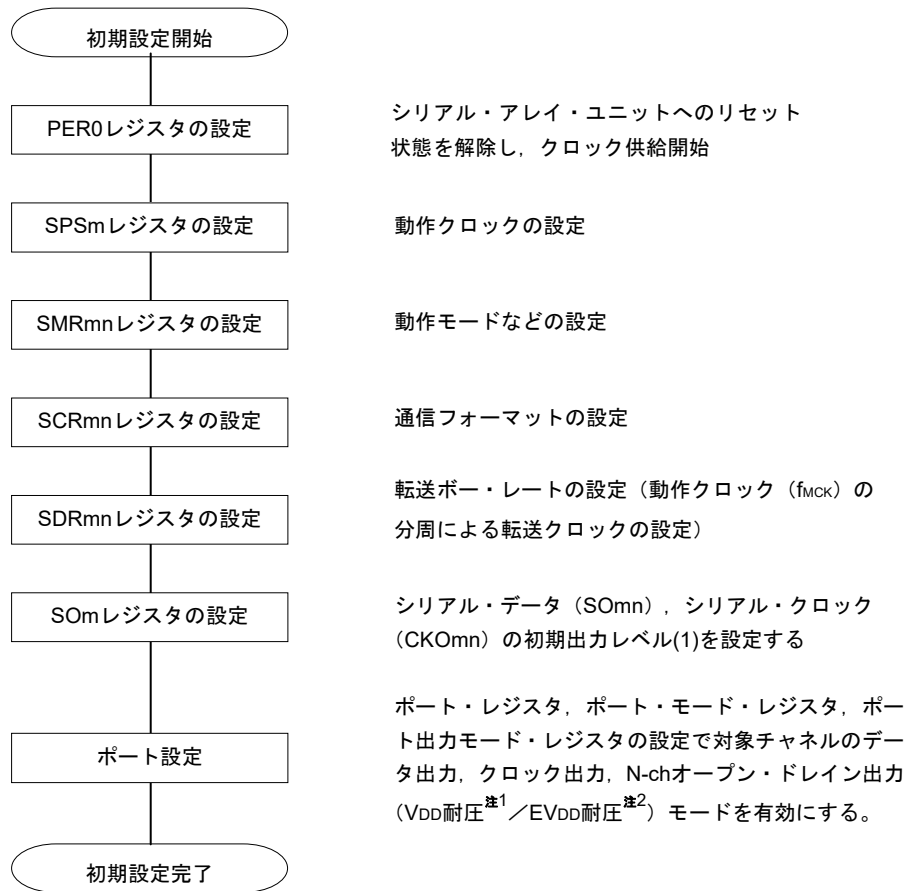 初期設定開始
PER0レジスタの設定
シリアル・アレイ・ユニットへのリセット
状態を解除し，クロック供給開始
SPSmレジスタの設定
動作クロックの設定
SMRmnレジスタの設定
動作モードなどの設定
SCRmnレジスタの設定
通信フォーマットの設定
SDRmnレジスタの設定
転送ボー・レートの設定（動作クロック（fMCK）の
分周による転送クロックの設定）
SOmレジスタの設定
シリアル・データ（SOmn），シリアル・クロック
（CKOmn）の初期出力レベル(1)を設定する
ポート設定
ポート・レジスタ，ポート・モード・レジスタ，ポー
ト出力モード・レジスタの設定で対象チャネルのデー
タ出力，クロック出力，N-chオープン・ドレイン出力
（VDD耐圧注1／EVDD耐圧注2）モードを有効にする。
初期設定完了